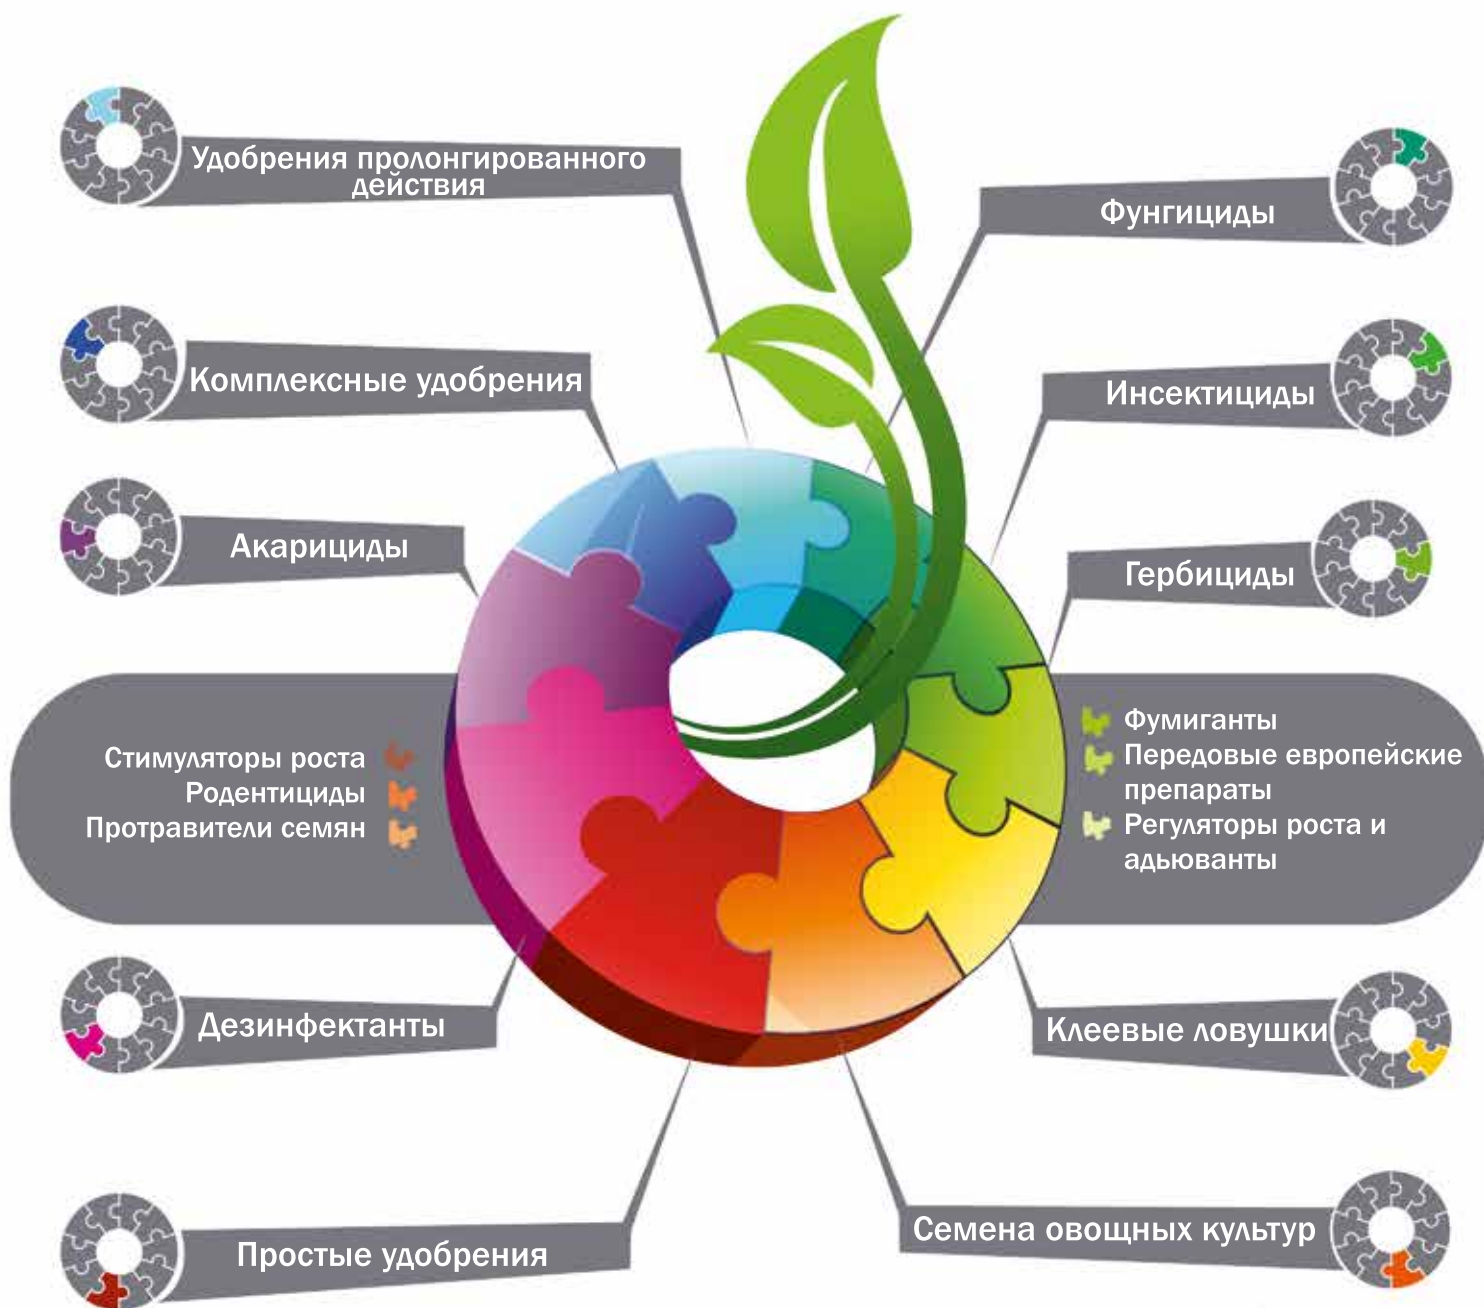 Удобрения пролонгированного
действия
Комплексные удобрения
Акарициды
Стимуляторы роста
Родентициды
Протравители семян
Дезинфектанты
Простые удобрения
Фунгициды
Инсектициды
Гербициды
Фумиганты
Передовые европейские
препараты
Регуляторы роста и
адьюванты
Клеевые ловушки
Семена овощных культур